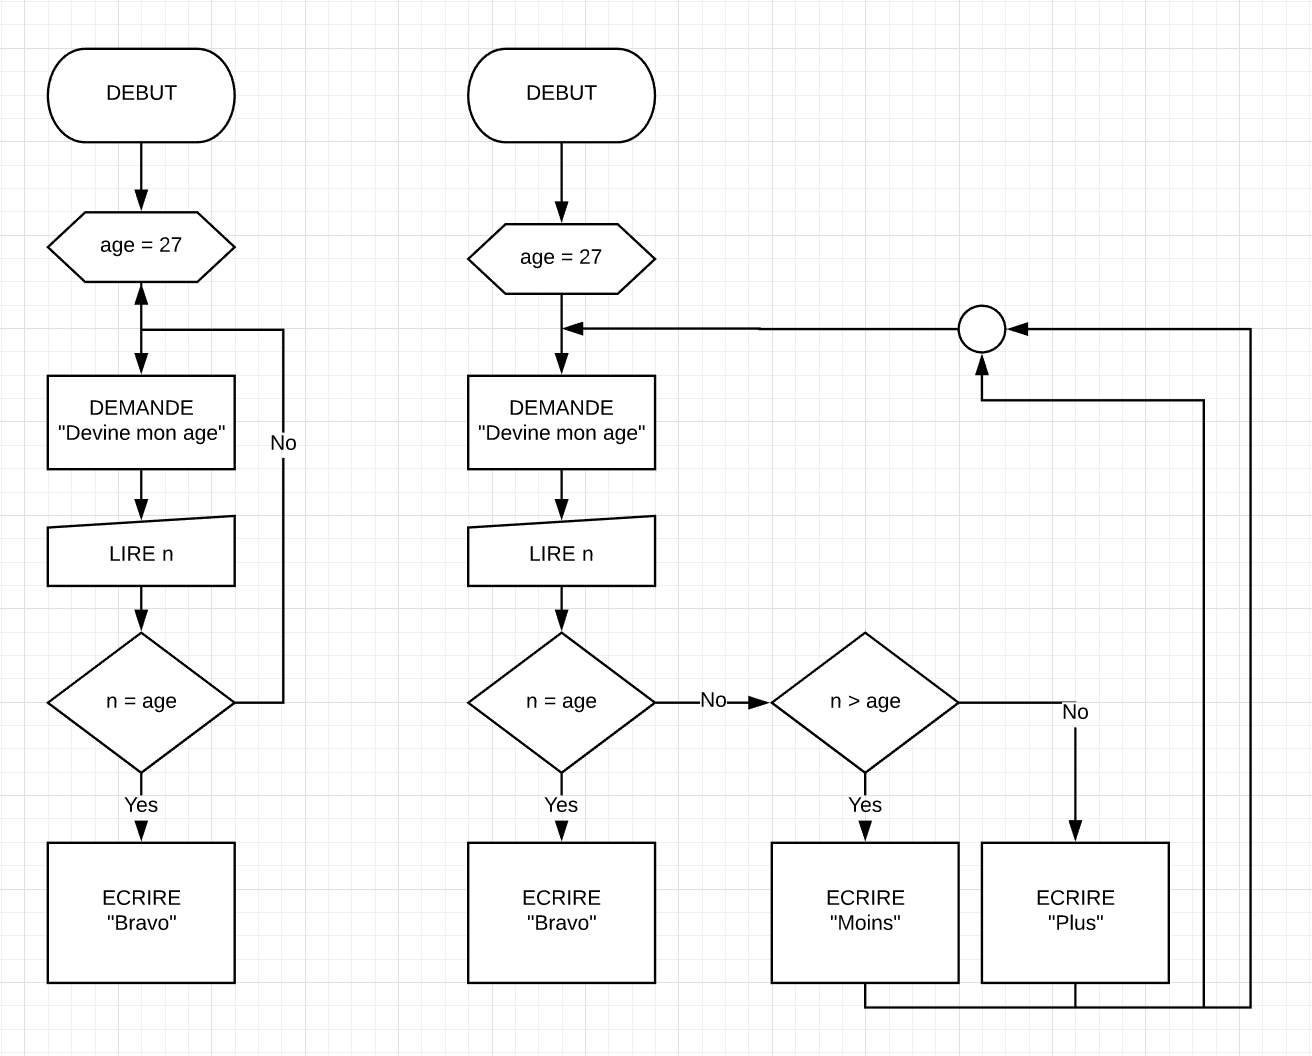 DEBUT
age = 27
DEMANDE
"Devine mon age"
No
LIRE n
n = age
Yes
ECRIRE
"Bravo"
DEBUT
age = 27
DEMANDE
"Devine mon age"
LIRE n
n = age
No
n > age
No
Yes
Yes
ECRIRE
"Bravo"
ECRIRE
"Moins"
ECRIRE
"Plus"